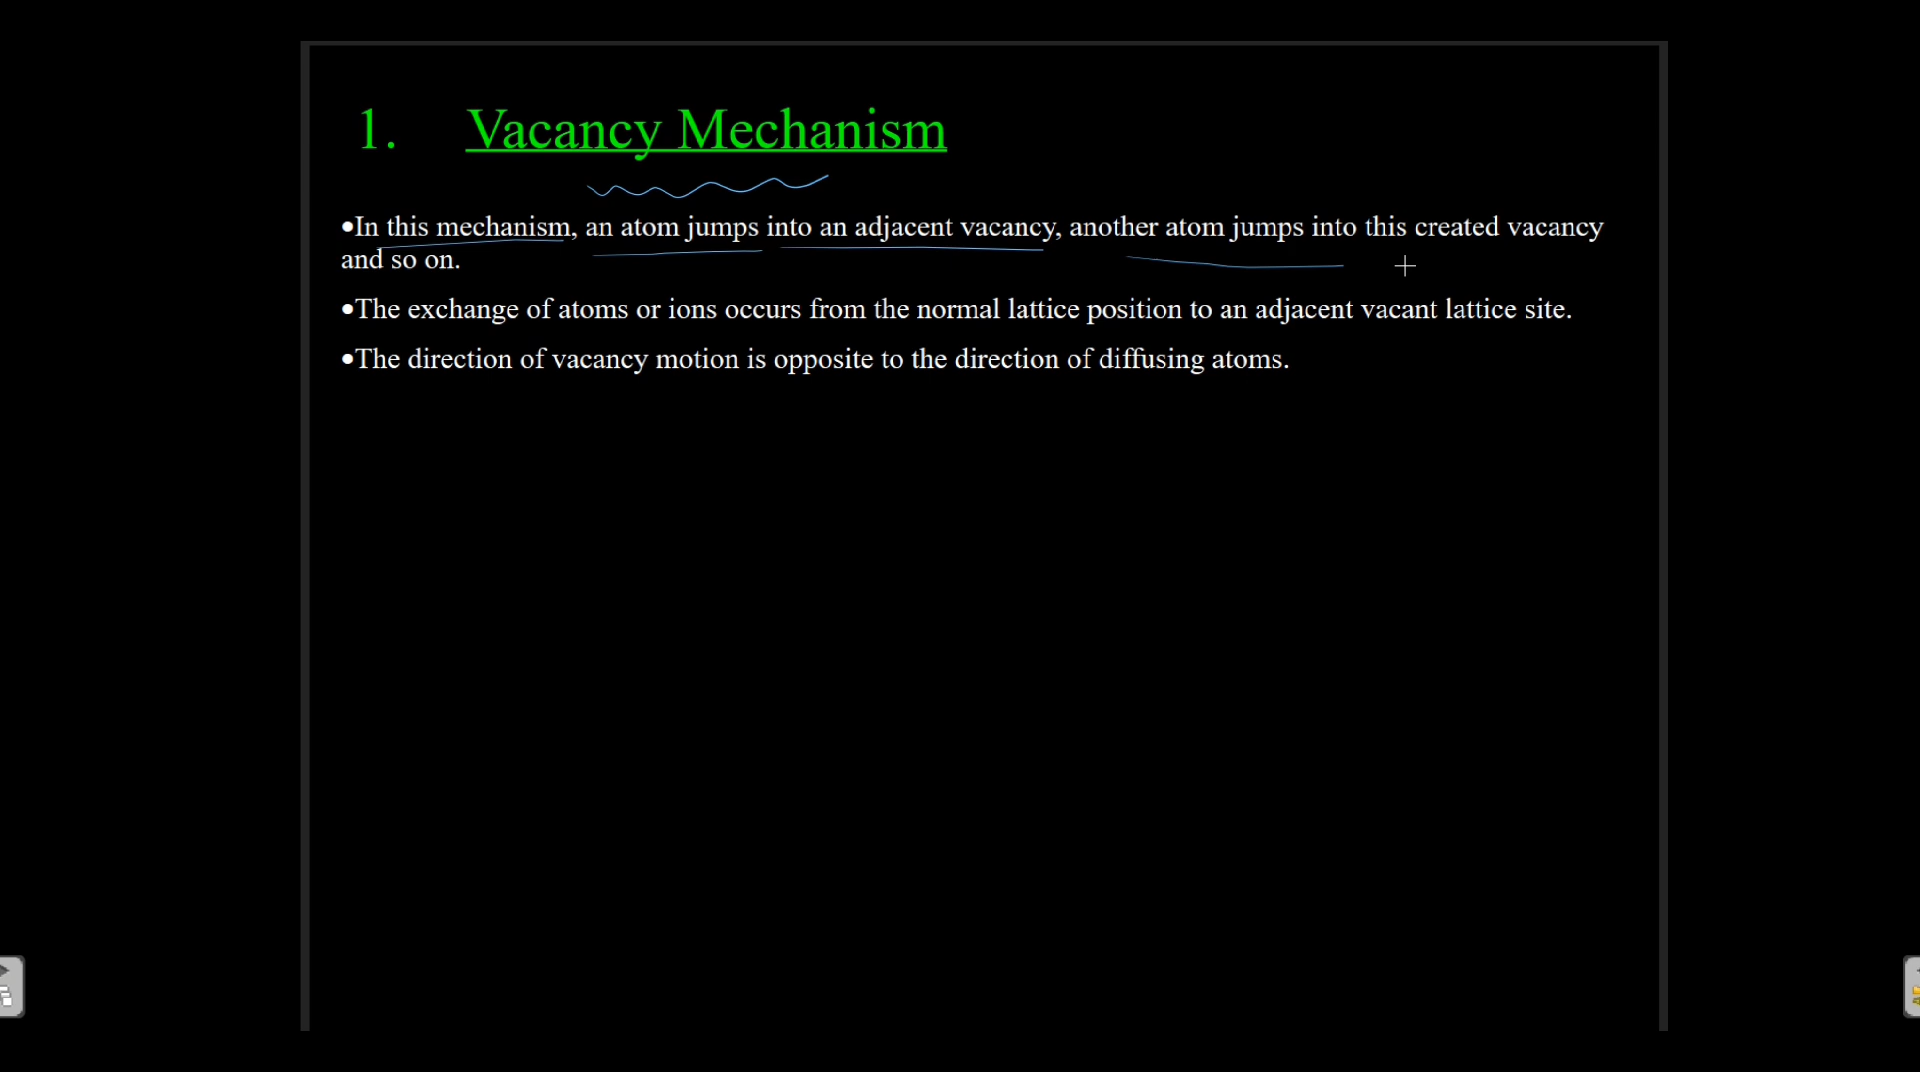 1. Vacancy Mechanism
•In this mechanism, an atom jumps into an adjacent vacancy, another atom jumps into this created vacancy
and so on.
•The exchange of atoms or ions occurs from the normal lattice position to an adjacent vacant lattice site.
•The direction of vacancy motion is opposite to the direction of diffusing atoms.